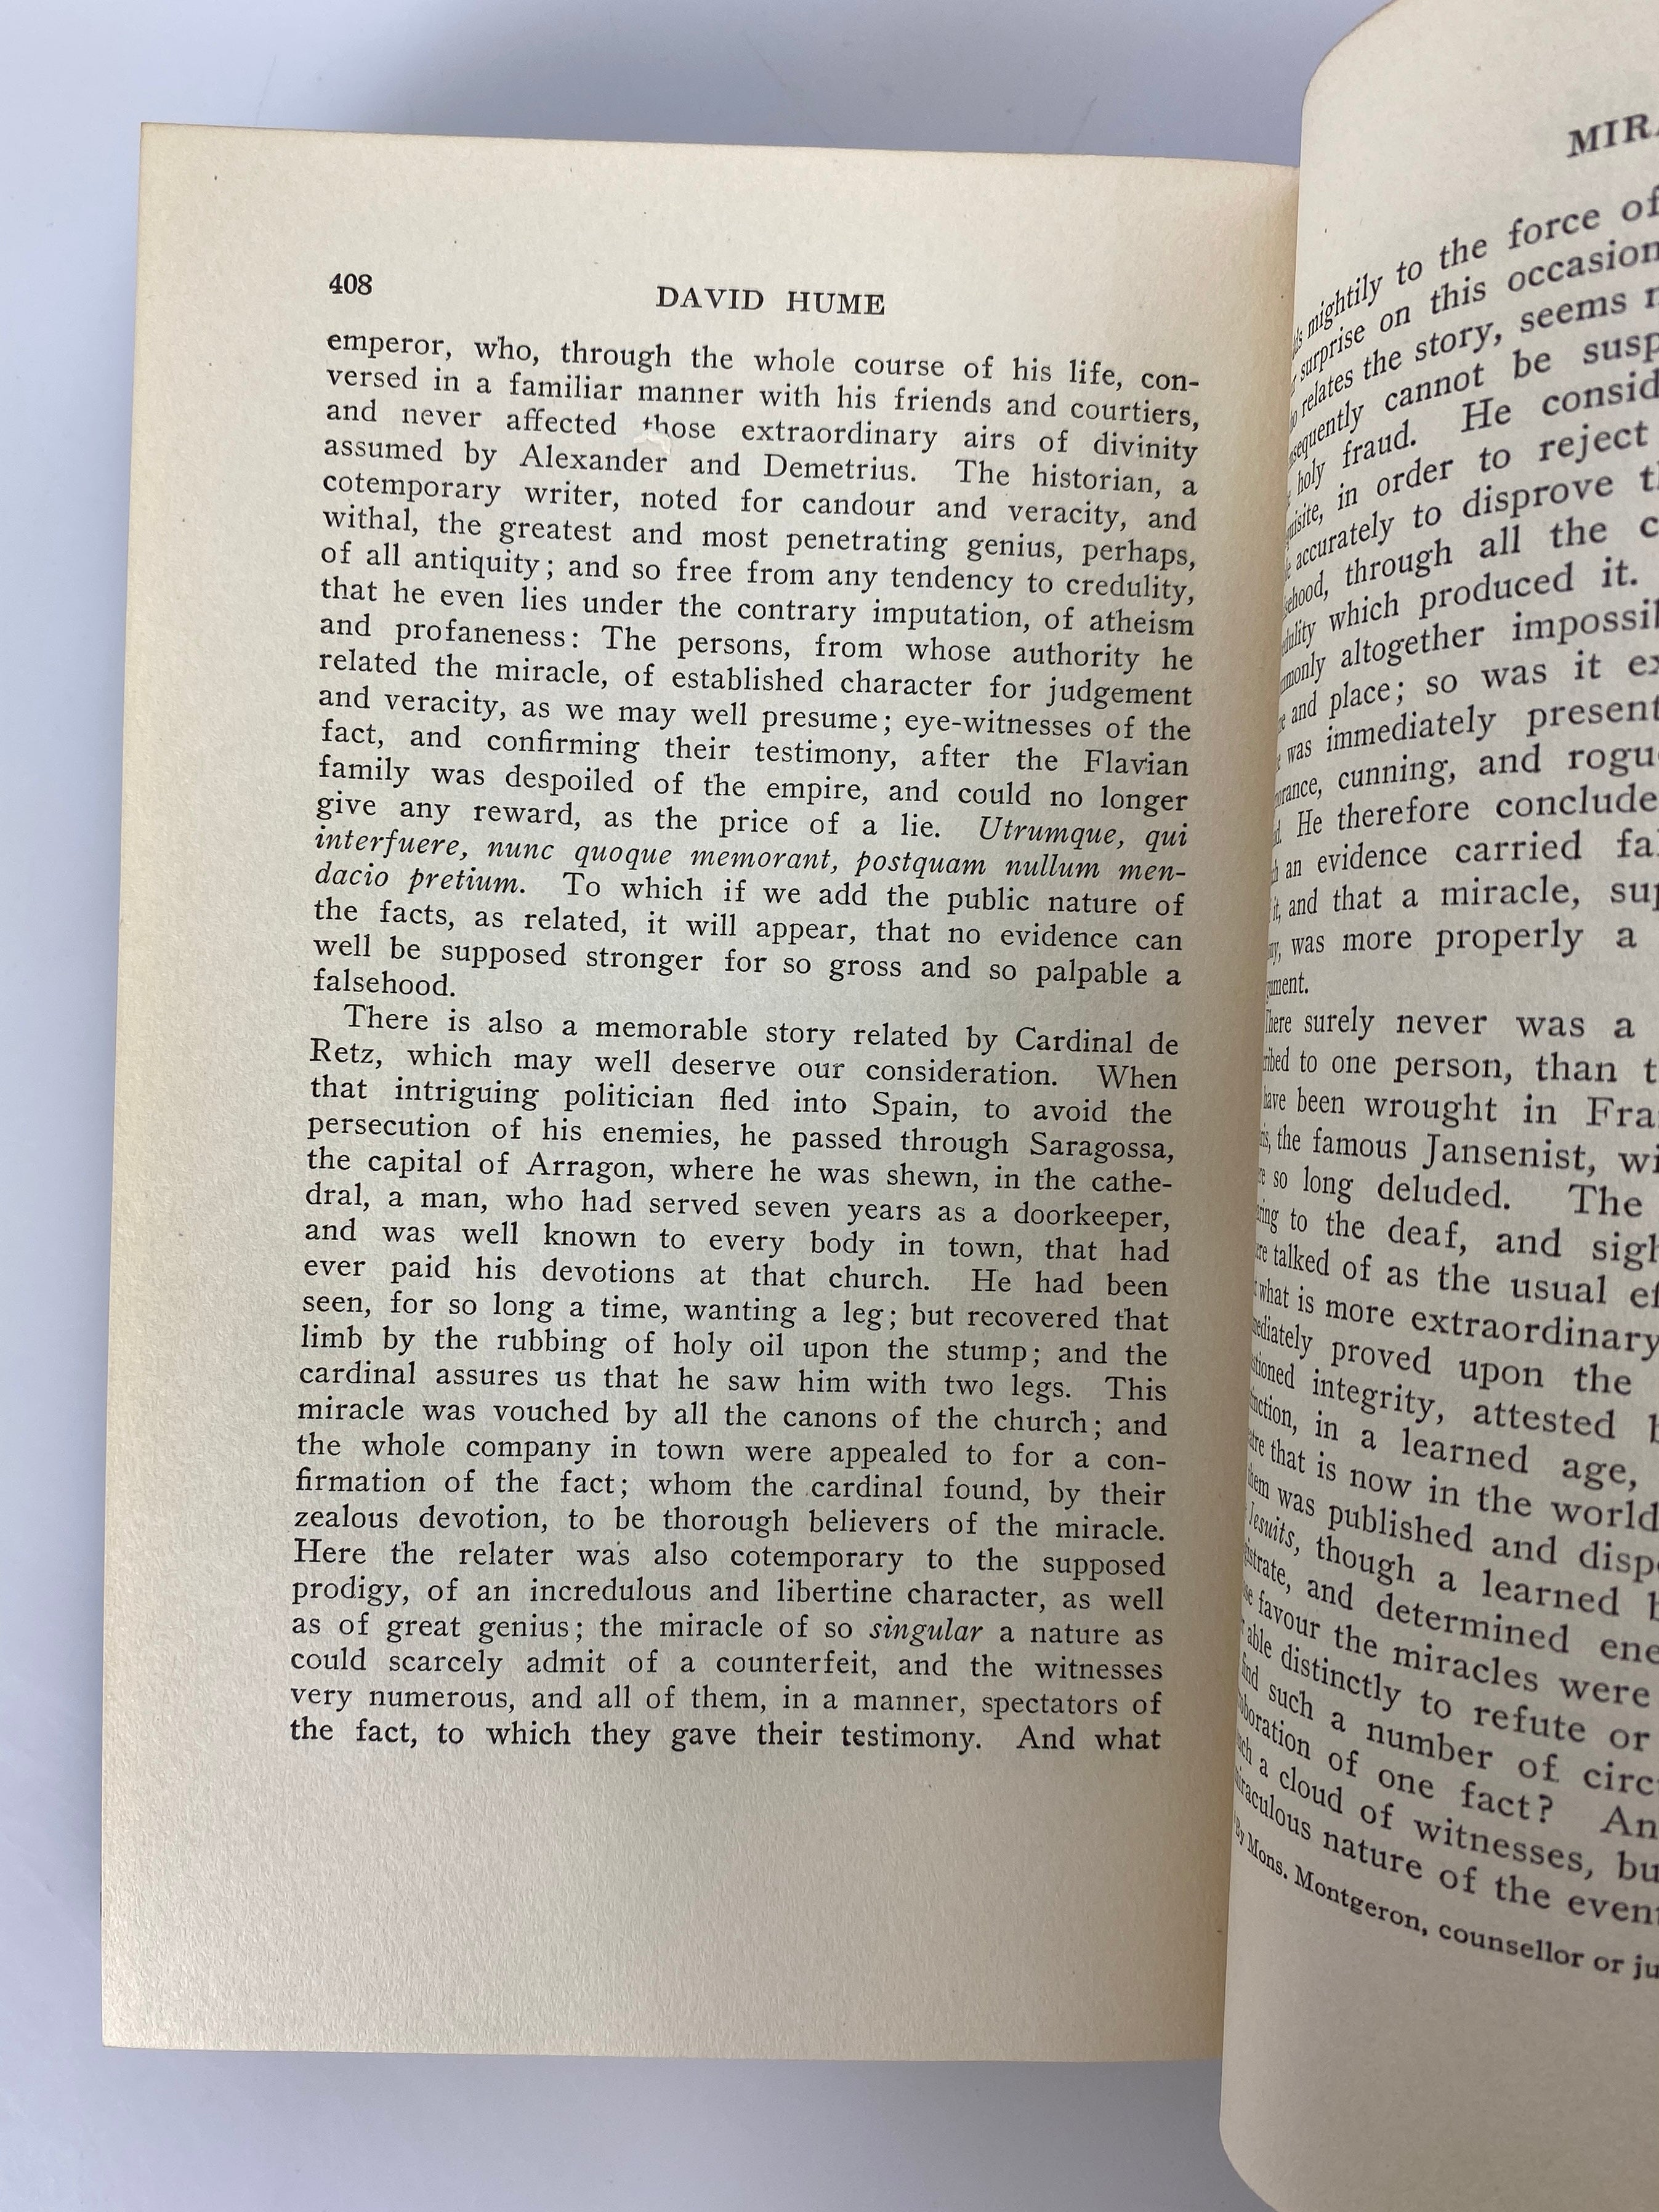 408
DAVID HUME
emperor, who, through the whole course of his life, con-
versed in a familiar manner with his friends and courtiers,
and never affected those extraordinary airs of divinity
assumed by Alexander and Demetrius. The historian, a
cotemporary writer, noted for candour and veracity, and
withal, the greatest and most penetrating genius, perhaps,
of all antiquity; and so free from any tendency to credulity,
that he even lies under the contrary imputation, of atheism
and profaneness: The persons, from whose authority he
related the miracle, of established character for judgement
and veracity, as we may well presume; eye-witnesses of the
fact, and confirming their testimony, after the Flavian
family was despoiled of the empire, and could no longer
give any reward, as the price of a lie. Utrumque, qui
interfuere, nunc quoque memorant, postquam nullum men-
dacio pretium. To which if we add the public nature of
the facts, as related, it will appear, that no evidence can
well be supposed stronger for so gross and so palpable a
falsehood.
There is also a memorable story related by Cardinal de
Retz, which may well deserve our consideration. When
that intriguing politician fled into Spain, to avoid the
persecution of his enemies, he passed through Saragossa,
the capital of Arragon, where he was shewn, in the cathe-
dral, a man, who had served seven years as a doorkeeper,
and was well known to every body in town, that had
ever paid his devotions at that church. He had been
seen, for so long a time, wanting a leg; but recovered that
limb by the rubbing of holy oil upon the stump; and the
cardinal assures us that he saw him with two legs. This
miracle was vouched by all the canons of the church; and
the whole company in town were appealed to for a con-
firmation of the fact; whom the cardinal found, by their
zealous devotion, to be thorough believers of the miracle.
Here the relater was also cotemporary to the supposed
prodigy, of an incredulous and libertine character, as well
as of great genius; the miracle of so singular a nature as
could scarcely admit of a counterfeit, and the witnesses
very numerous, and all of them, in a manner, spectators of
the fact, to which they gave their testimony. And what
mightily to the force of
surprise on this occasion
relates the story, seems
cannot be
holy fraud. He
in order to reject
accurately to disprove
through all the
which produced it.
altogether
and place; so was it
was immediately present
cunning, and
He therefore
an evidence carried
it, and that a miracle,
was more properly a
surely never was a
to one person, than
have been wrought in
the famous Jansenist,
so long deluded. The
to the deaf, and
talked of as the usual
what is more extraordinary
proved upon the
integrity, attested
in a learned age,
that is now in the world
them was published and
Jesuits, though a learned
and determined
favour the miracles were
able distinctly to refute or
find such a number of
of one fact?
a cloud of witnesses,
nature of the
By Mons. Montgeron, counsellor or